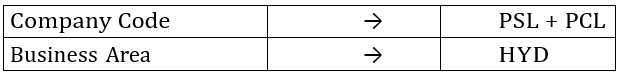 Company Code → PSL + PCL
Business Area → HYD